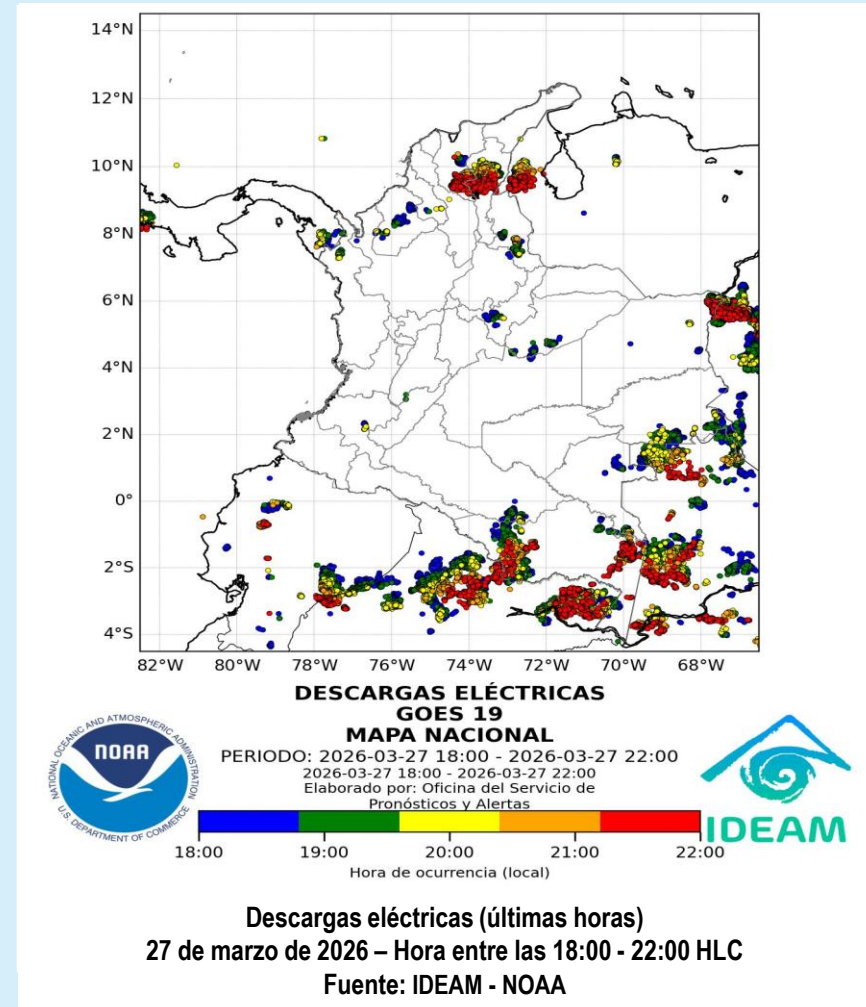 14°N
12°N
10°N
8°N
6°N
4°N
2°N
0°
2°S
4°S
82°W 80°W 78°W 76°W 74°W 72°W 70°W 68°W
DESCARGAS ELÉCTRICAS
GOES 19
MAPA NACIONAL
PERIODO: 2026-03-27 18:00 - 2026-03-27 22:00
2026-03-27 18:00 - 2026-03-27 22:00
Elaborado por: Oficina del Servicio de
Pronósticos y Alertas
NATIONAL OCEANIC AND ATMOSPHERIC ADMINISTRATION
NOAA
U.S. DEPARTMENT OF COMMERCE
IDEAM
18:00 19:00 20:00 21:00 22:00
Hora de ocurrencia (local)
Descargas eléctricas (últimas horas)
27 de marzo de 2026 – Hora entre las 18:00 - 22:00 HLC
Fuente: IDEAM - NOAA